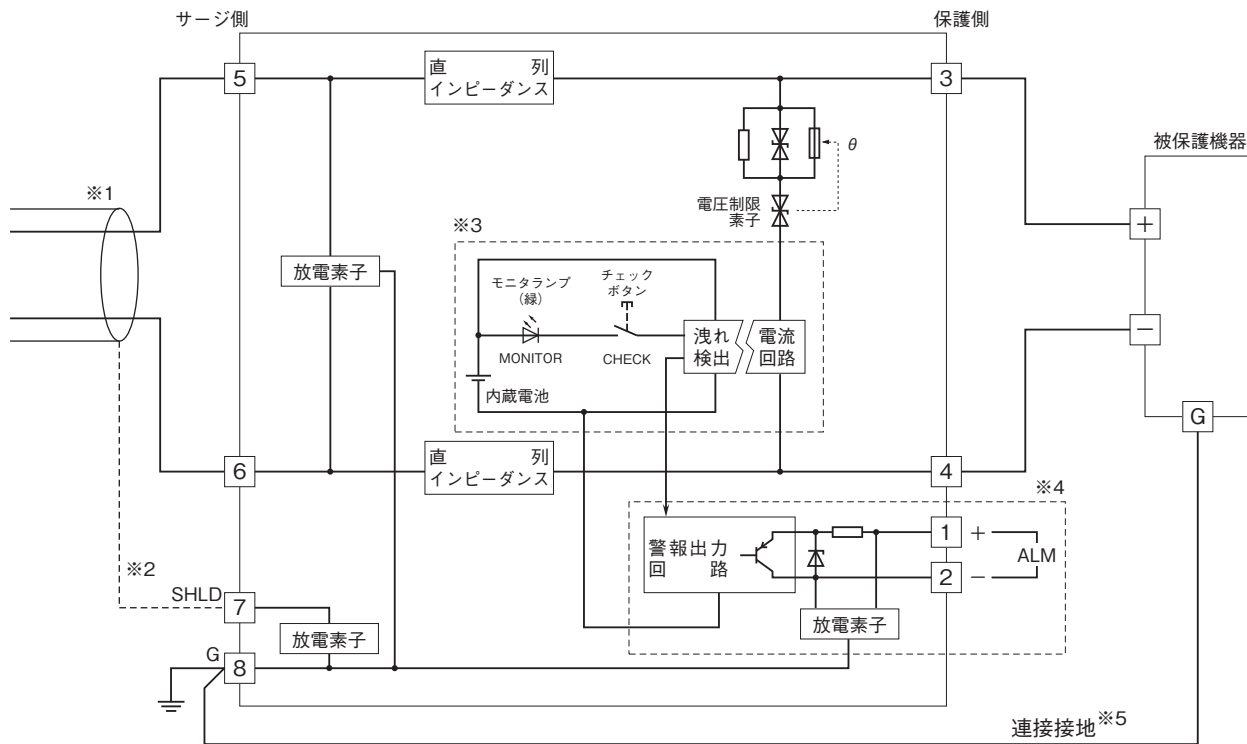 サージ側
保護側
5
直 列
インピーダンス
3
θ
被保護機器
※1
電圧制限
素子
+
※3
放電素子
モニタランプ
(緑)
チェック
ボタン
MONITOR
CHECK
洩れ
検出
電流
回路
−
内蔵電池
G
6
直 列
インピーダンス
4
※4
警報出力
回 路
1
+
ALM
2
−
※2
SHLD
7
放電素子
放電素子
G
8
連接接地※5